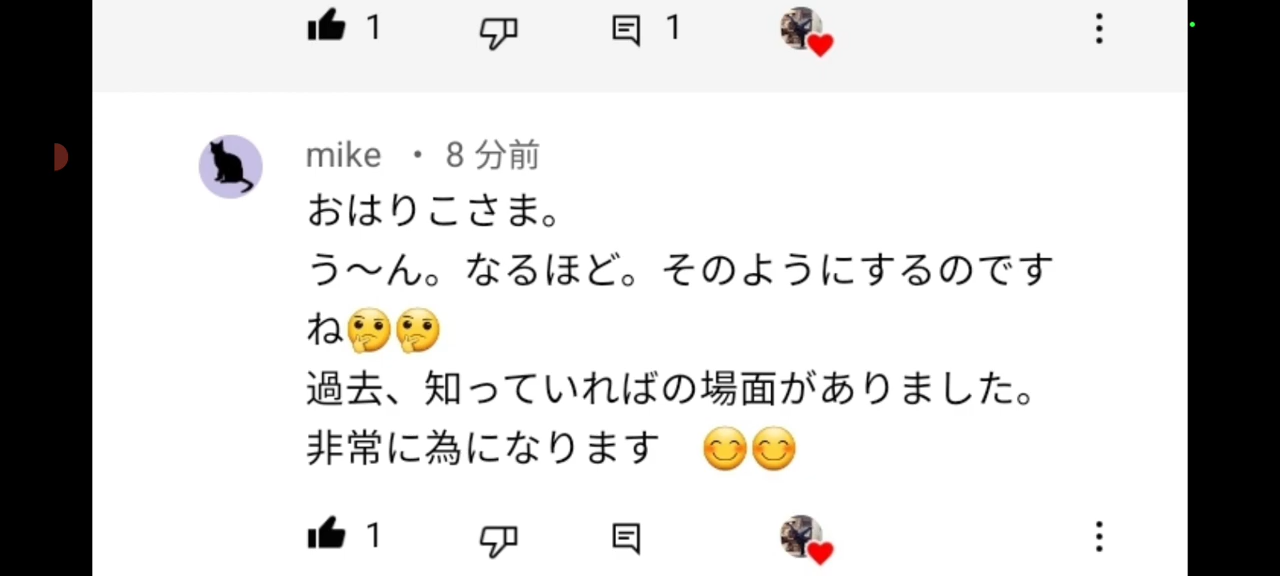 1 1
mike ・ 8 分前
おはりこさま。
う〜ん。なるほど。そのようにするのです
ね🤔🤔
過去、知っていればの場面がありました。
非常に為になります　😊😊
1